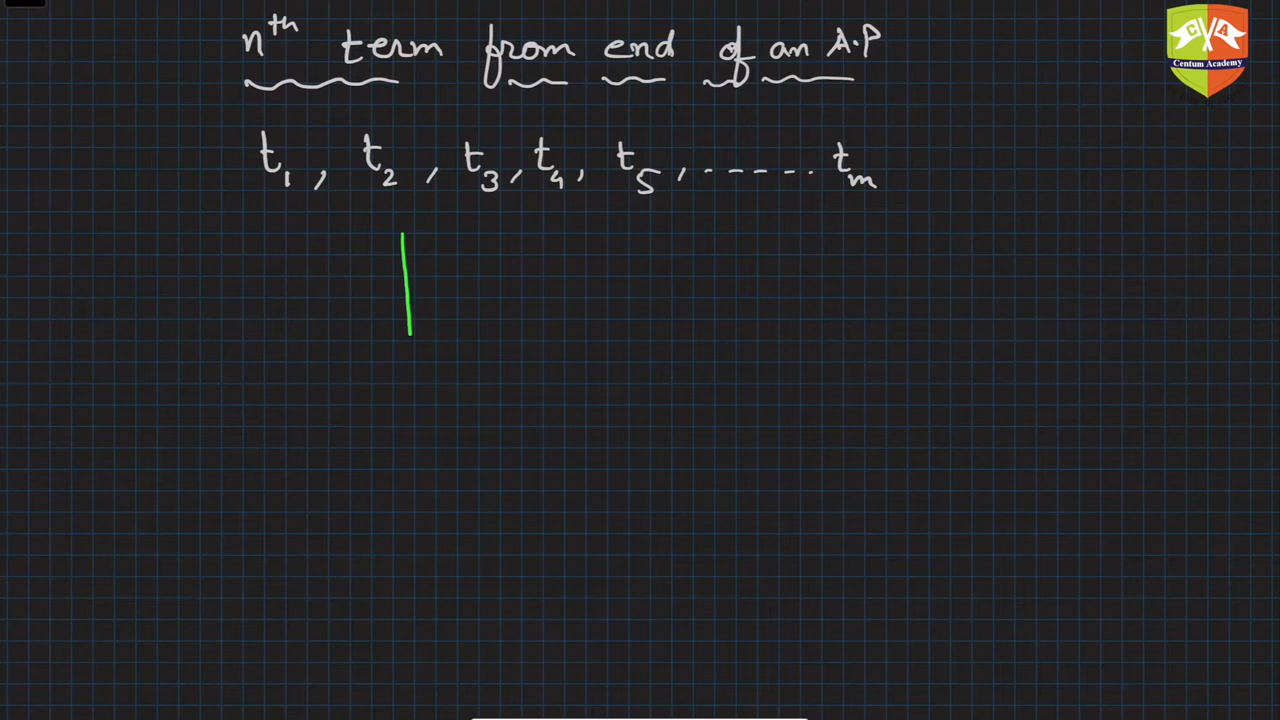 nth term from end of an A.P
t1, t2, t3, t4, t5, ------. tm
C A
Centum Academy